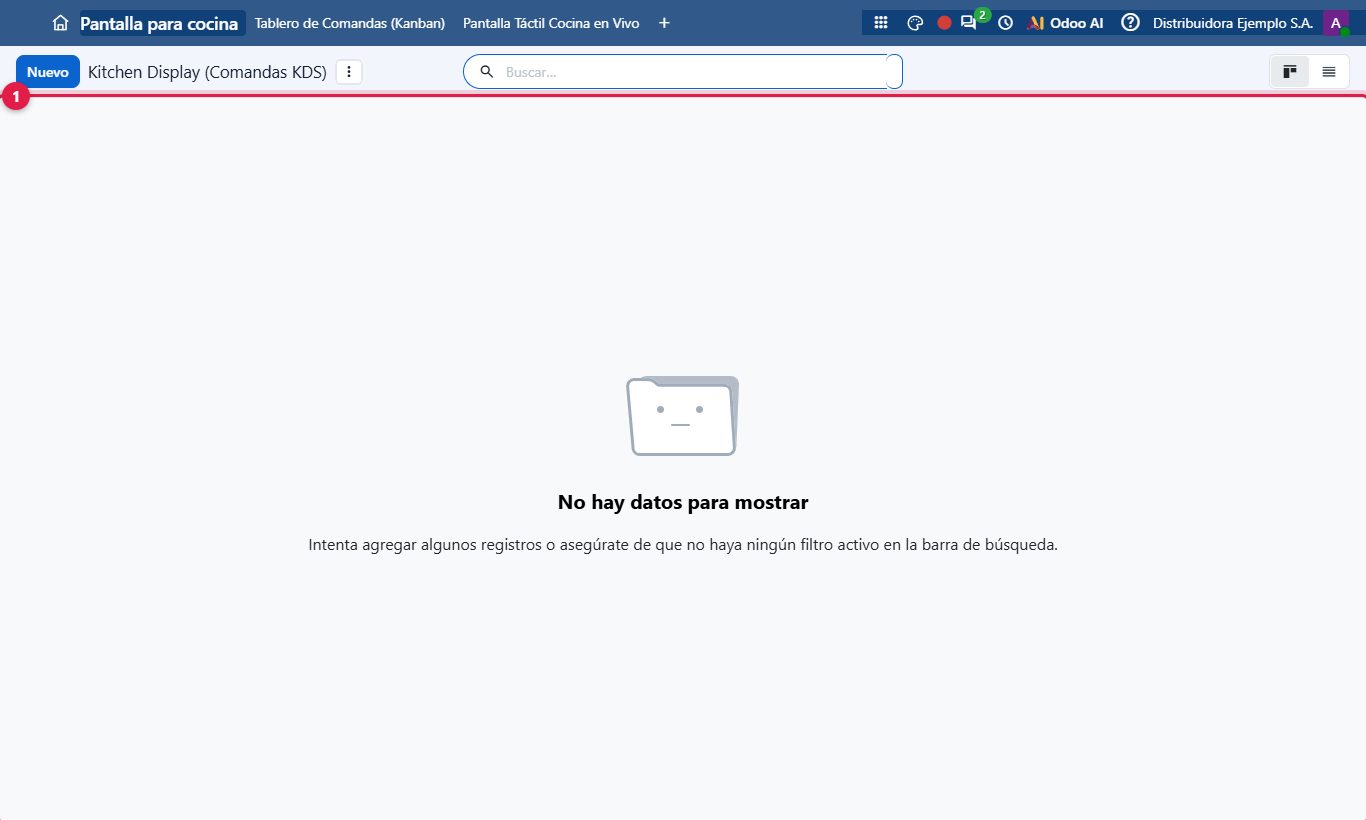 Pantalla para cocina Tablero de Comandas (Kanban) Pantalla Táctil Cocina en Vivo + 2 Odoo AI Distribuidora Ejemplo S.A. A
Nuevo Kitchen Display (Comandas KDS) Buscar...
1
No hay datos para mostrar
Intenta agregar algunos registros o asegúrate de que no haya ningún filtro activo en la barra de búsqueda.